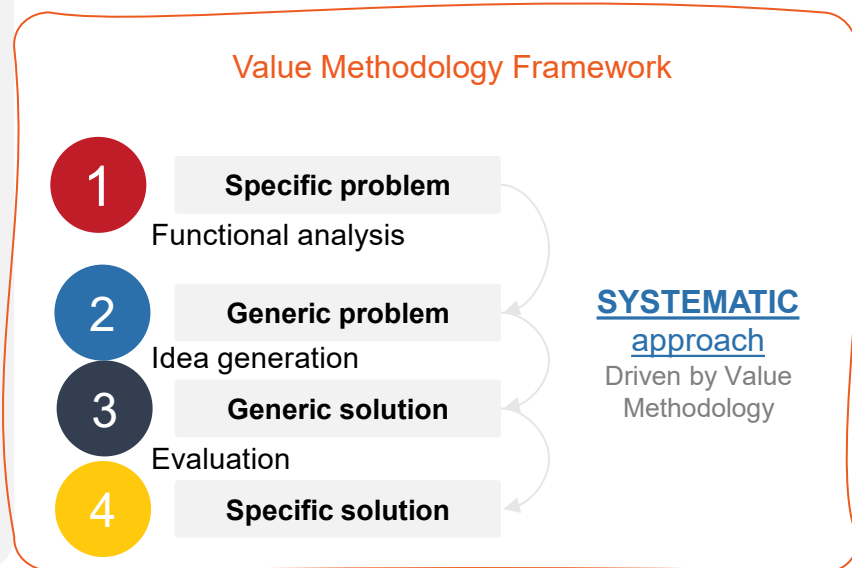 Value Methodology Framework
1
Specific problem
Functional analysis
2
Generic problem
Idea generation
3
Generic solution
Evaluation
4
Specific solution
SYSTEMATIC
approach
Driven by Value
Methodology